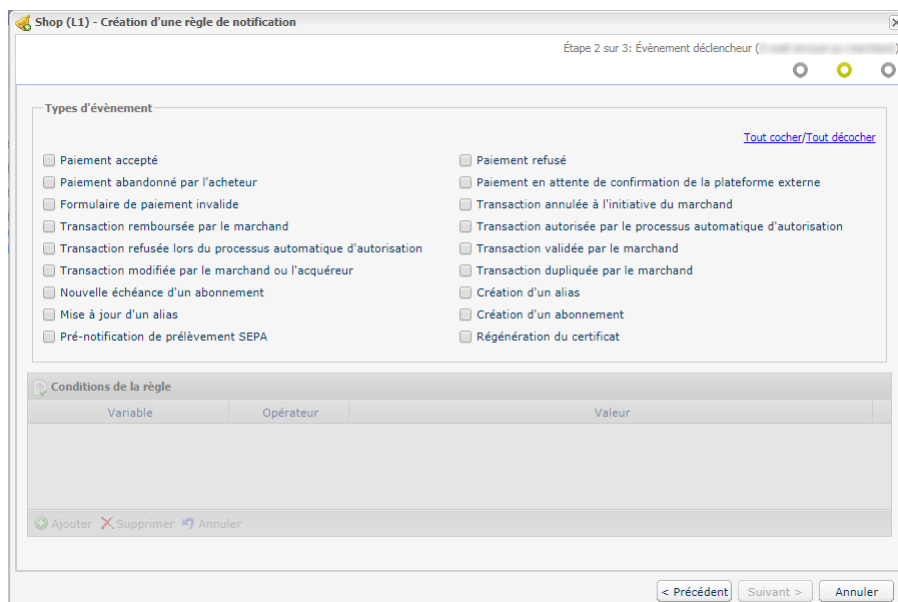 Shop (L1) - Création d'une règle de notification
Étape 2 sur 3: Évènement déclencheur (
Types d'évènement
Tout cocher/Tout décocher
Paiement accepté
Paiement refusé
Paiement abandonné par l'acheteur
Paiement en attente de confirmation de la plateforme externe
Formulaire de paiement invalide
Transaction annulée à l'initiative du marchand
Transaction remboursée par le marchand
Transaction autorisée par le processus automatique d'autorisation
Transaction refusée lors du processus automatique d'autorisation
Transaction validée par le marchand
Transaction modifiée par le marchand ou l'acquéreur
Transaction dupliquée par le marchand
Nouvelle échéance d'un abonnement
Création d'un alias
Mise à jour d'un alias
Création d'un abonnement
Pré-notification de prélèvement SEPA
Régénération du certificat
Conditions de la règle
Variable Opérateur Valeur
Ajouter Supprimer Annuler
< Précédent Suivant > Annuler